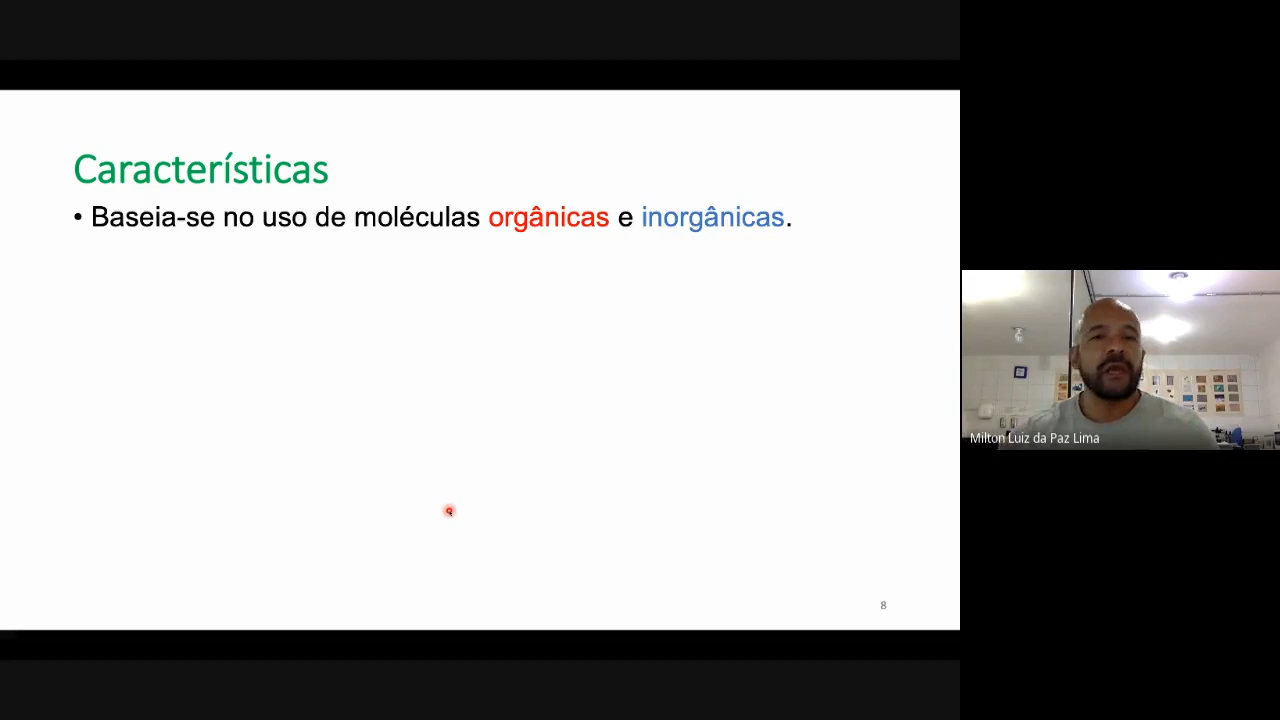 Características
• Baseia-se no uso de moléculas orgânicas e inorgânicas.
8
Milton Luiz da Paz Lima